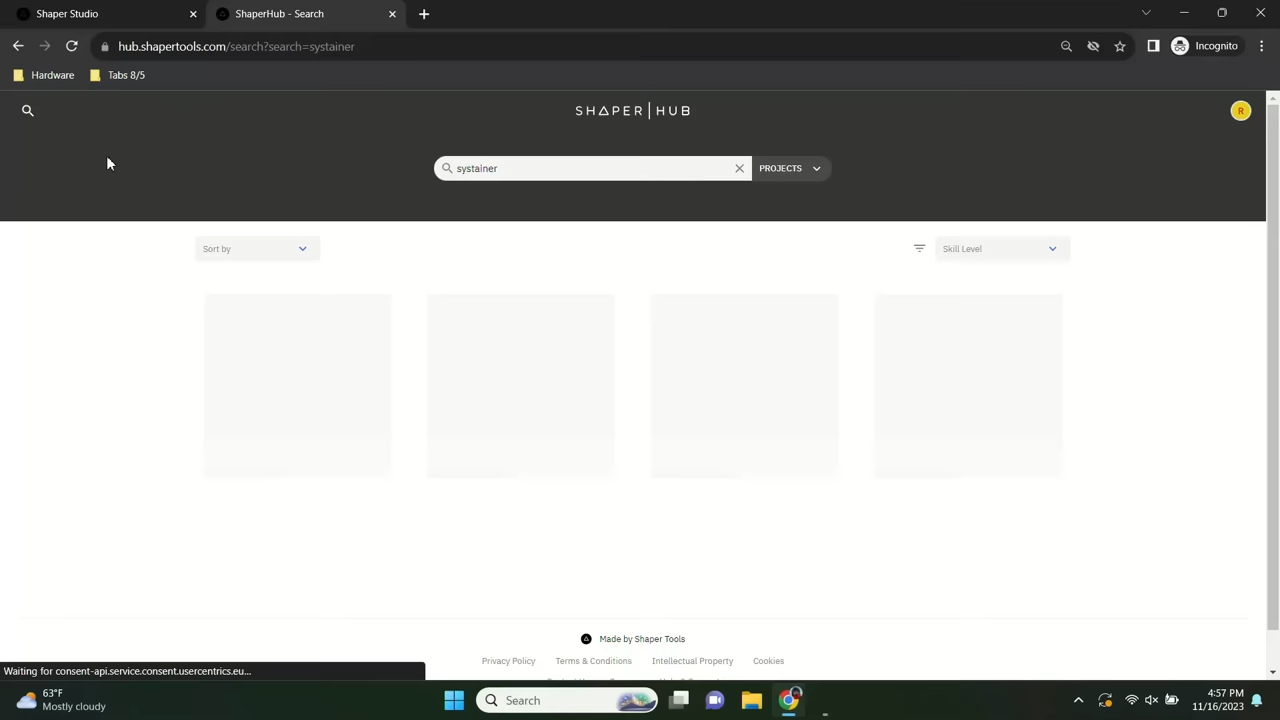 Shaper Studio
ShaperHub - Search
hub.shapertools.com/search?search=systainer
Incognito
Hardware
Tabs 8/5
SHAPER|HUB
R
systainer
PROJECTS
Sort by
Skill Level
Made by Shaper Tools
Privacy Policy
Terms & Conditions
Intellectual Property
Cookies
Waiting for consent-api.service.consent.usercentrics.eu...
63°F
Mostly cloudy
Search
4:57 PM
11/16/2023